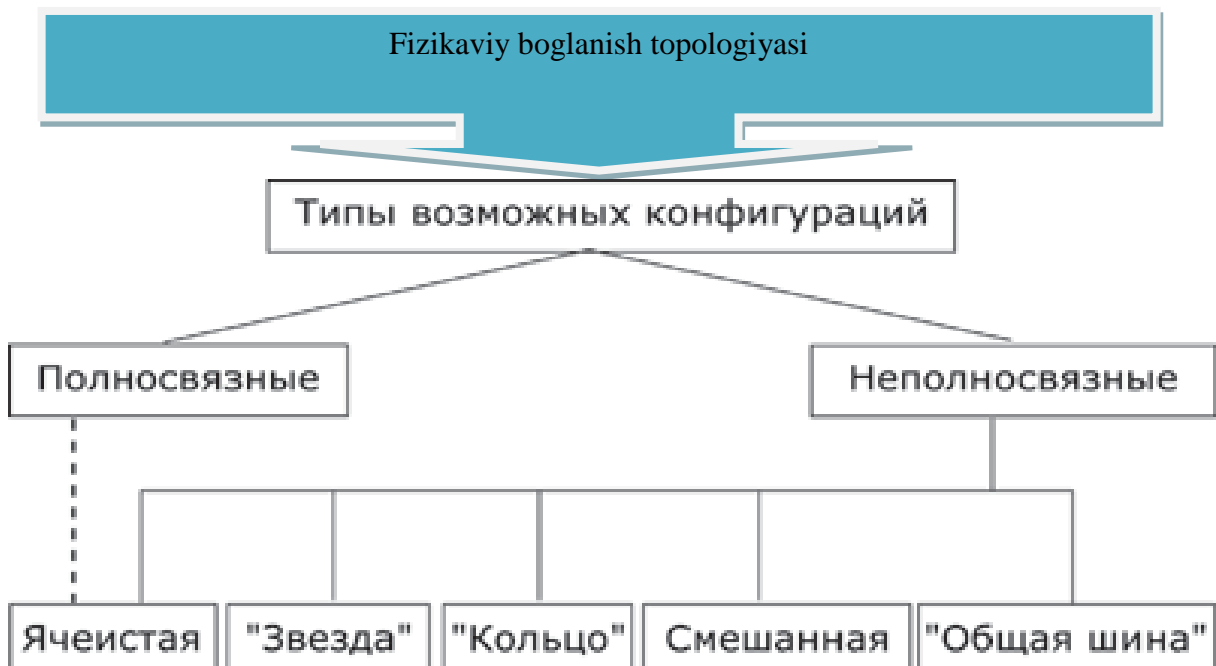 Fizikaviy boglanish topologiyasi
Типы возможных конфигураций
Полносвязные
Неполносвязные
Ячеистая
"Звезда"
"Кольцо"
Смешанная
"Общая шина"